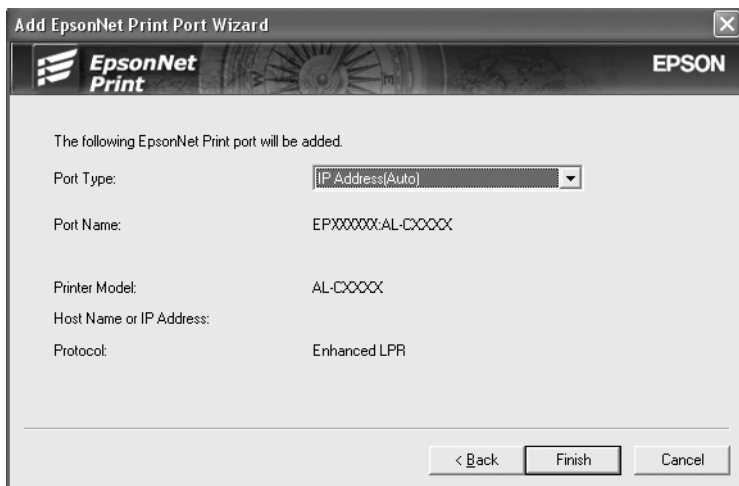 Add EpsonNet Print Port Wizard
EpsonNet
Print
EPSON
The following EpsonNet Print port will be added.
Port Type: IP Address(Auto)
Port Name: EPXXXXXX:AL-CXXXX
Printer Model: AL-CXXXX
Host Name or IP Address:
Protocol: Enhanced LPR
< Back Finish Cancel